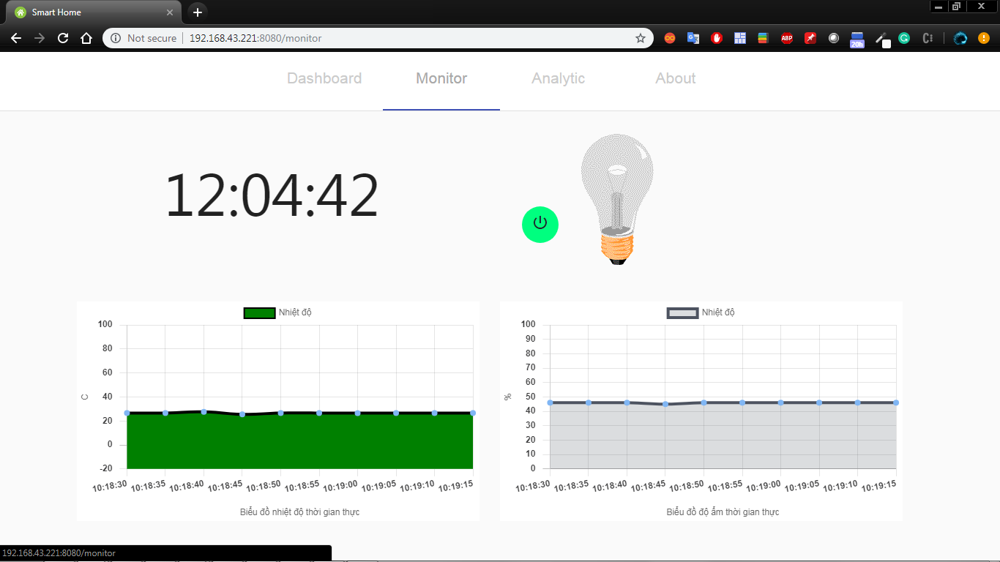 Smart Home
Not secure 192.168.43.221:8080/monitor
ABP
20h
Dashboard Monitor Analytic About
12:04:42
Nhiệt độ
100
80
60
40
20
0
-20
C
10:18:30 10:18:35 10:18:40 10:18:45 10:18:50 10:18:55 10:19:00 10:19:05 10:19:10 10:19:15
Biểu đồ nhiệt độ thời gian thực
Nhiệt độ
100
90
80
70
60
50
40
30
20
10
0
%
10:18:30 10:18:35 10:18:40 10:18:45 10:18:50 10:18:55 10:19:00 10:19:05 10:19:10 10:19:15
Biểu đồ độ ẩm thời gian thực
192.168.43.221:8080/monitor